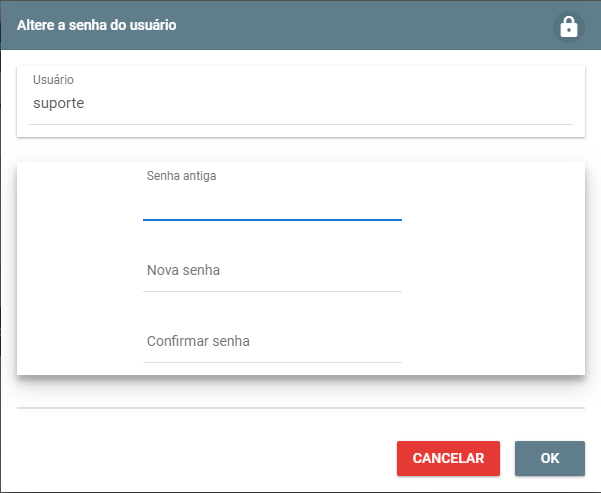 Altere a senha do usuário
Usuário
suporte
Senha antiga
Nova senha
Confirmar senha
CANCELAR OK